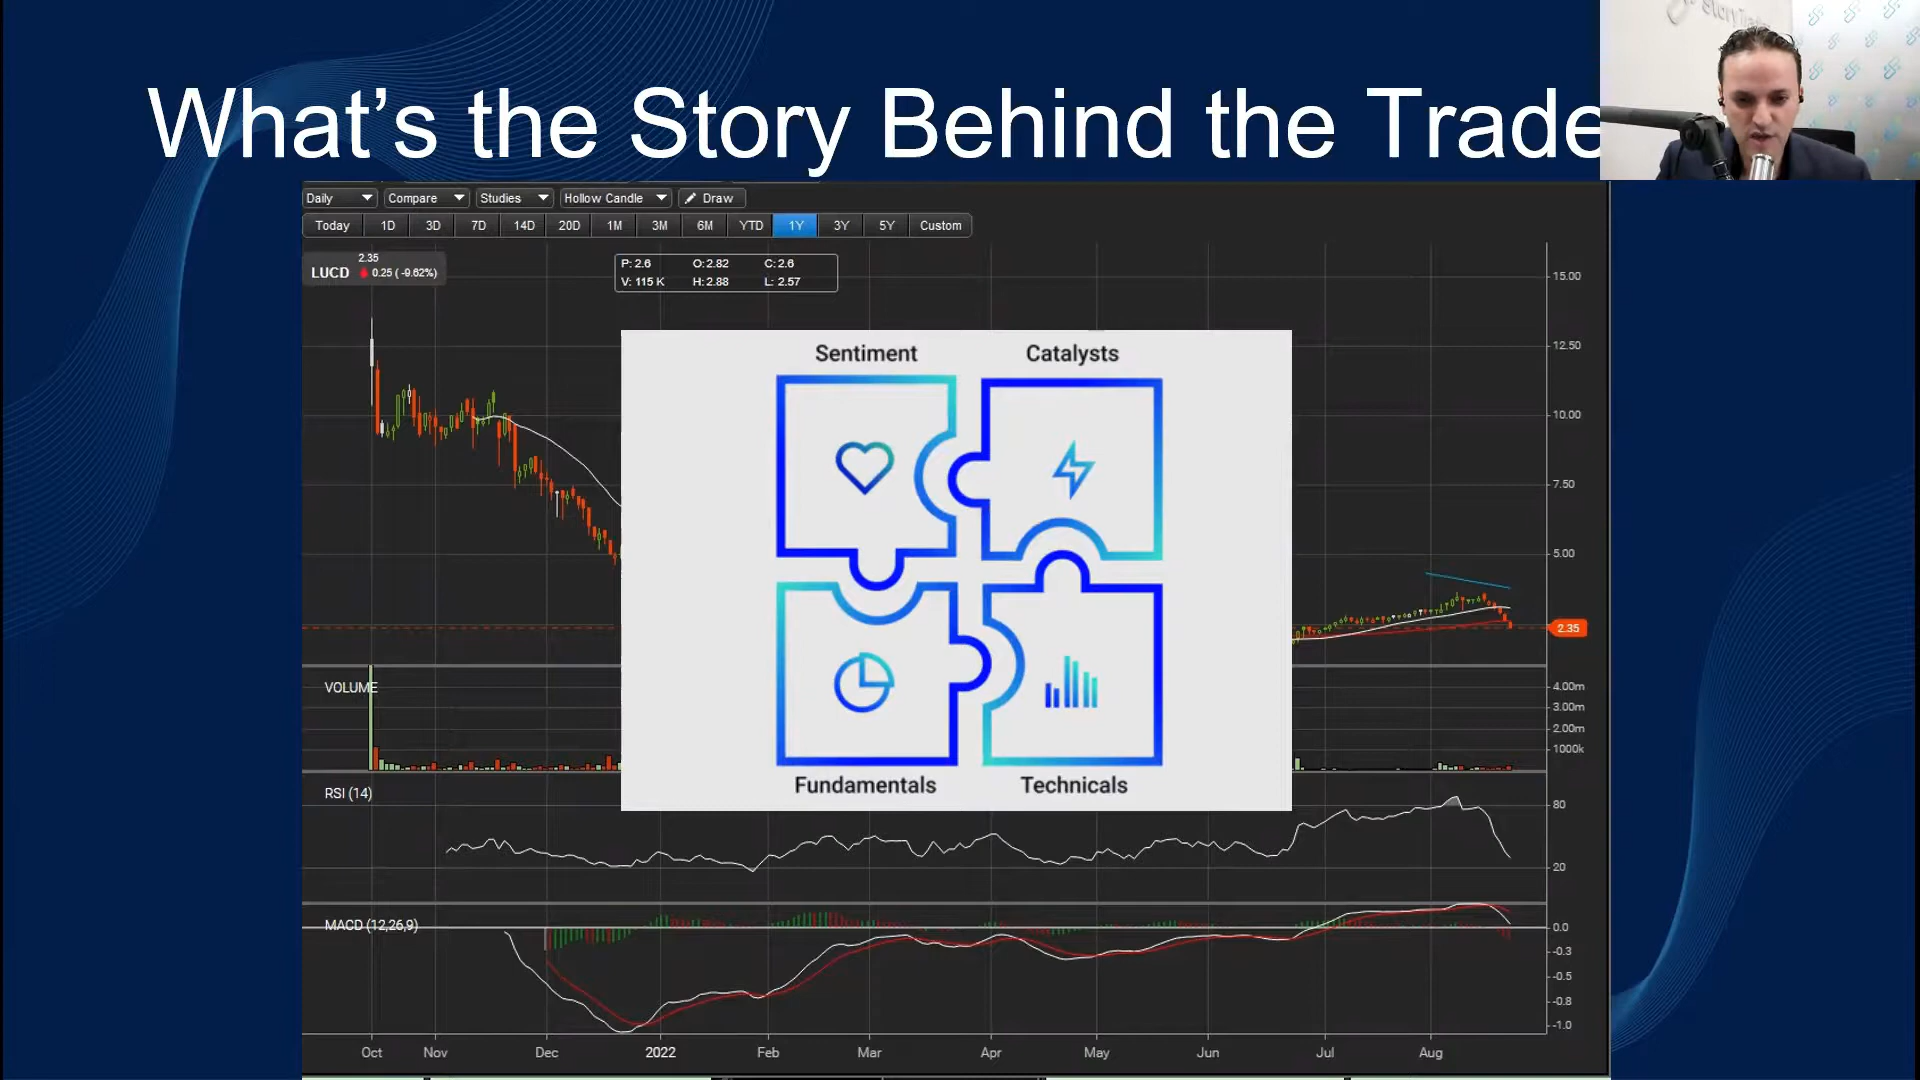 What's the Story Behind the Trade
Daily Compare Studies Hollow Candle Draw
Today 1D 3D 7D 14D 20D 1M 3M 6M YTD 1Y 3Y 5Y Custom
2.35
LUCD 0.25 ( -9.62%)
P: 2.6 O: 2.82 C: 2.6
V: 115 K H: 2.88 L: 2.57
15.00
12.50
10.00
7.50
5.00
2.35
Sentiment Catalysts
Fundamentals Technicals
VOLUME
4.00m
3.00m
2.00m
1000k
RSI (14)
80
20
MACD (12,26,9)
0.0
-0.3
-0.5
-0.8
-1.0
Oct Nov Dec 2022 Feb Mar Apr May Jun Jul Aug